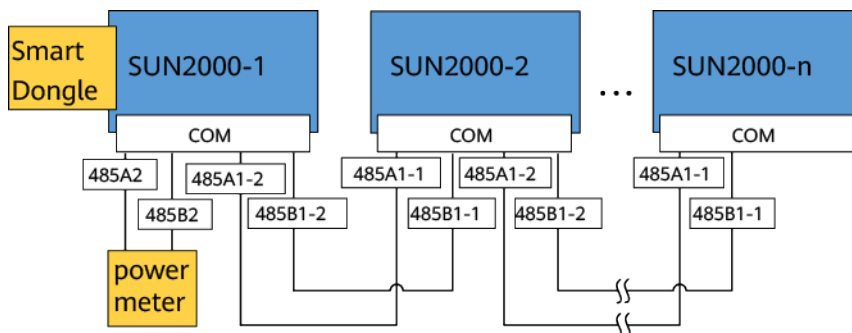 Smart
Dongle
SUN2000-1
SUN2000-2
...
SUN2000-n
COM
COM
COM
485A2
485A1-2
485A1-1
485A1-2
485A1-1
485B2
485B1-2
485B1-1
485B1-2
485B1-1
power
meter